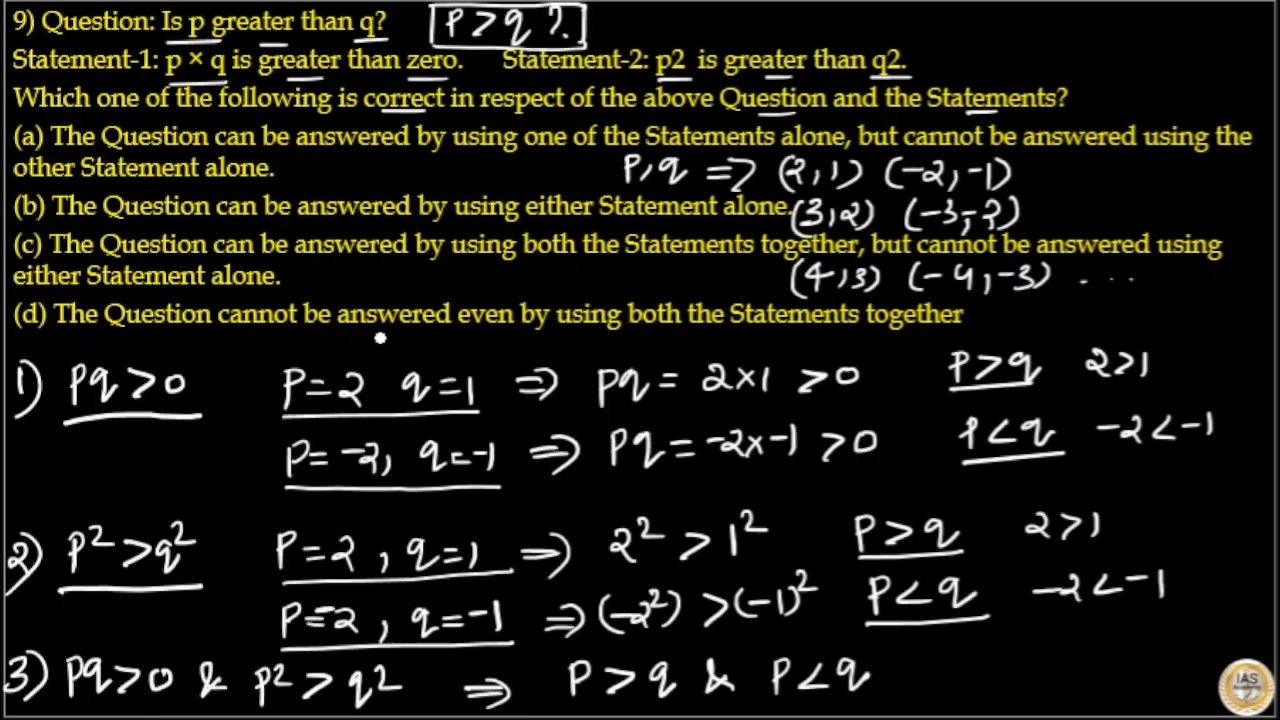 9) Question: Is p greater than q? P > q ?.
Statement-1: p × q is greater than zero. Statement-2: p2 is greater than q2.
Which one of the following is correct in respect of the above Question and the Statements?
(a) The Question can be answered by using one of the Statements alone, but cannot be answered using the
other Statement alone. P, q ⇒ (2, 1) (-2, -1)
(b) The Question can be answered by using either Statement alone. (3, 2) (-3, -2)
(c) The Question can be answered by using both the Statements together, but cannot be answered using
either Statement alone. (4, 3) (-4, -3) . . .
(d) The Question cannot be answered even by using both the Statements together
1) Pq > 0 P = 2 q = 1 ⇒ Pq = 2×1 > 0 P > q 2 > 1
P = -2, q = -1 ⇒ Pq = -2×-1 > 0 P < q -2 < -1
2) P² > q² P = 2 , q = 1 ⇒ 2² > 1² P > q 2 > 1
P = -2 , q = -1 ⇒ (-2²) > (-1)² P < q -2 < -1
3) Pq > 0 & P² > q² ⇒ P > q & P < q
IAS